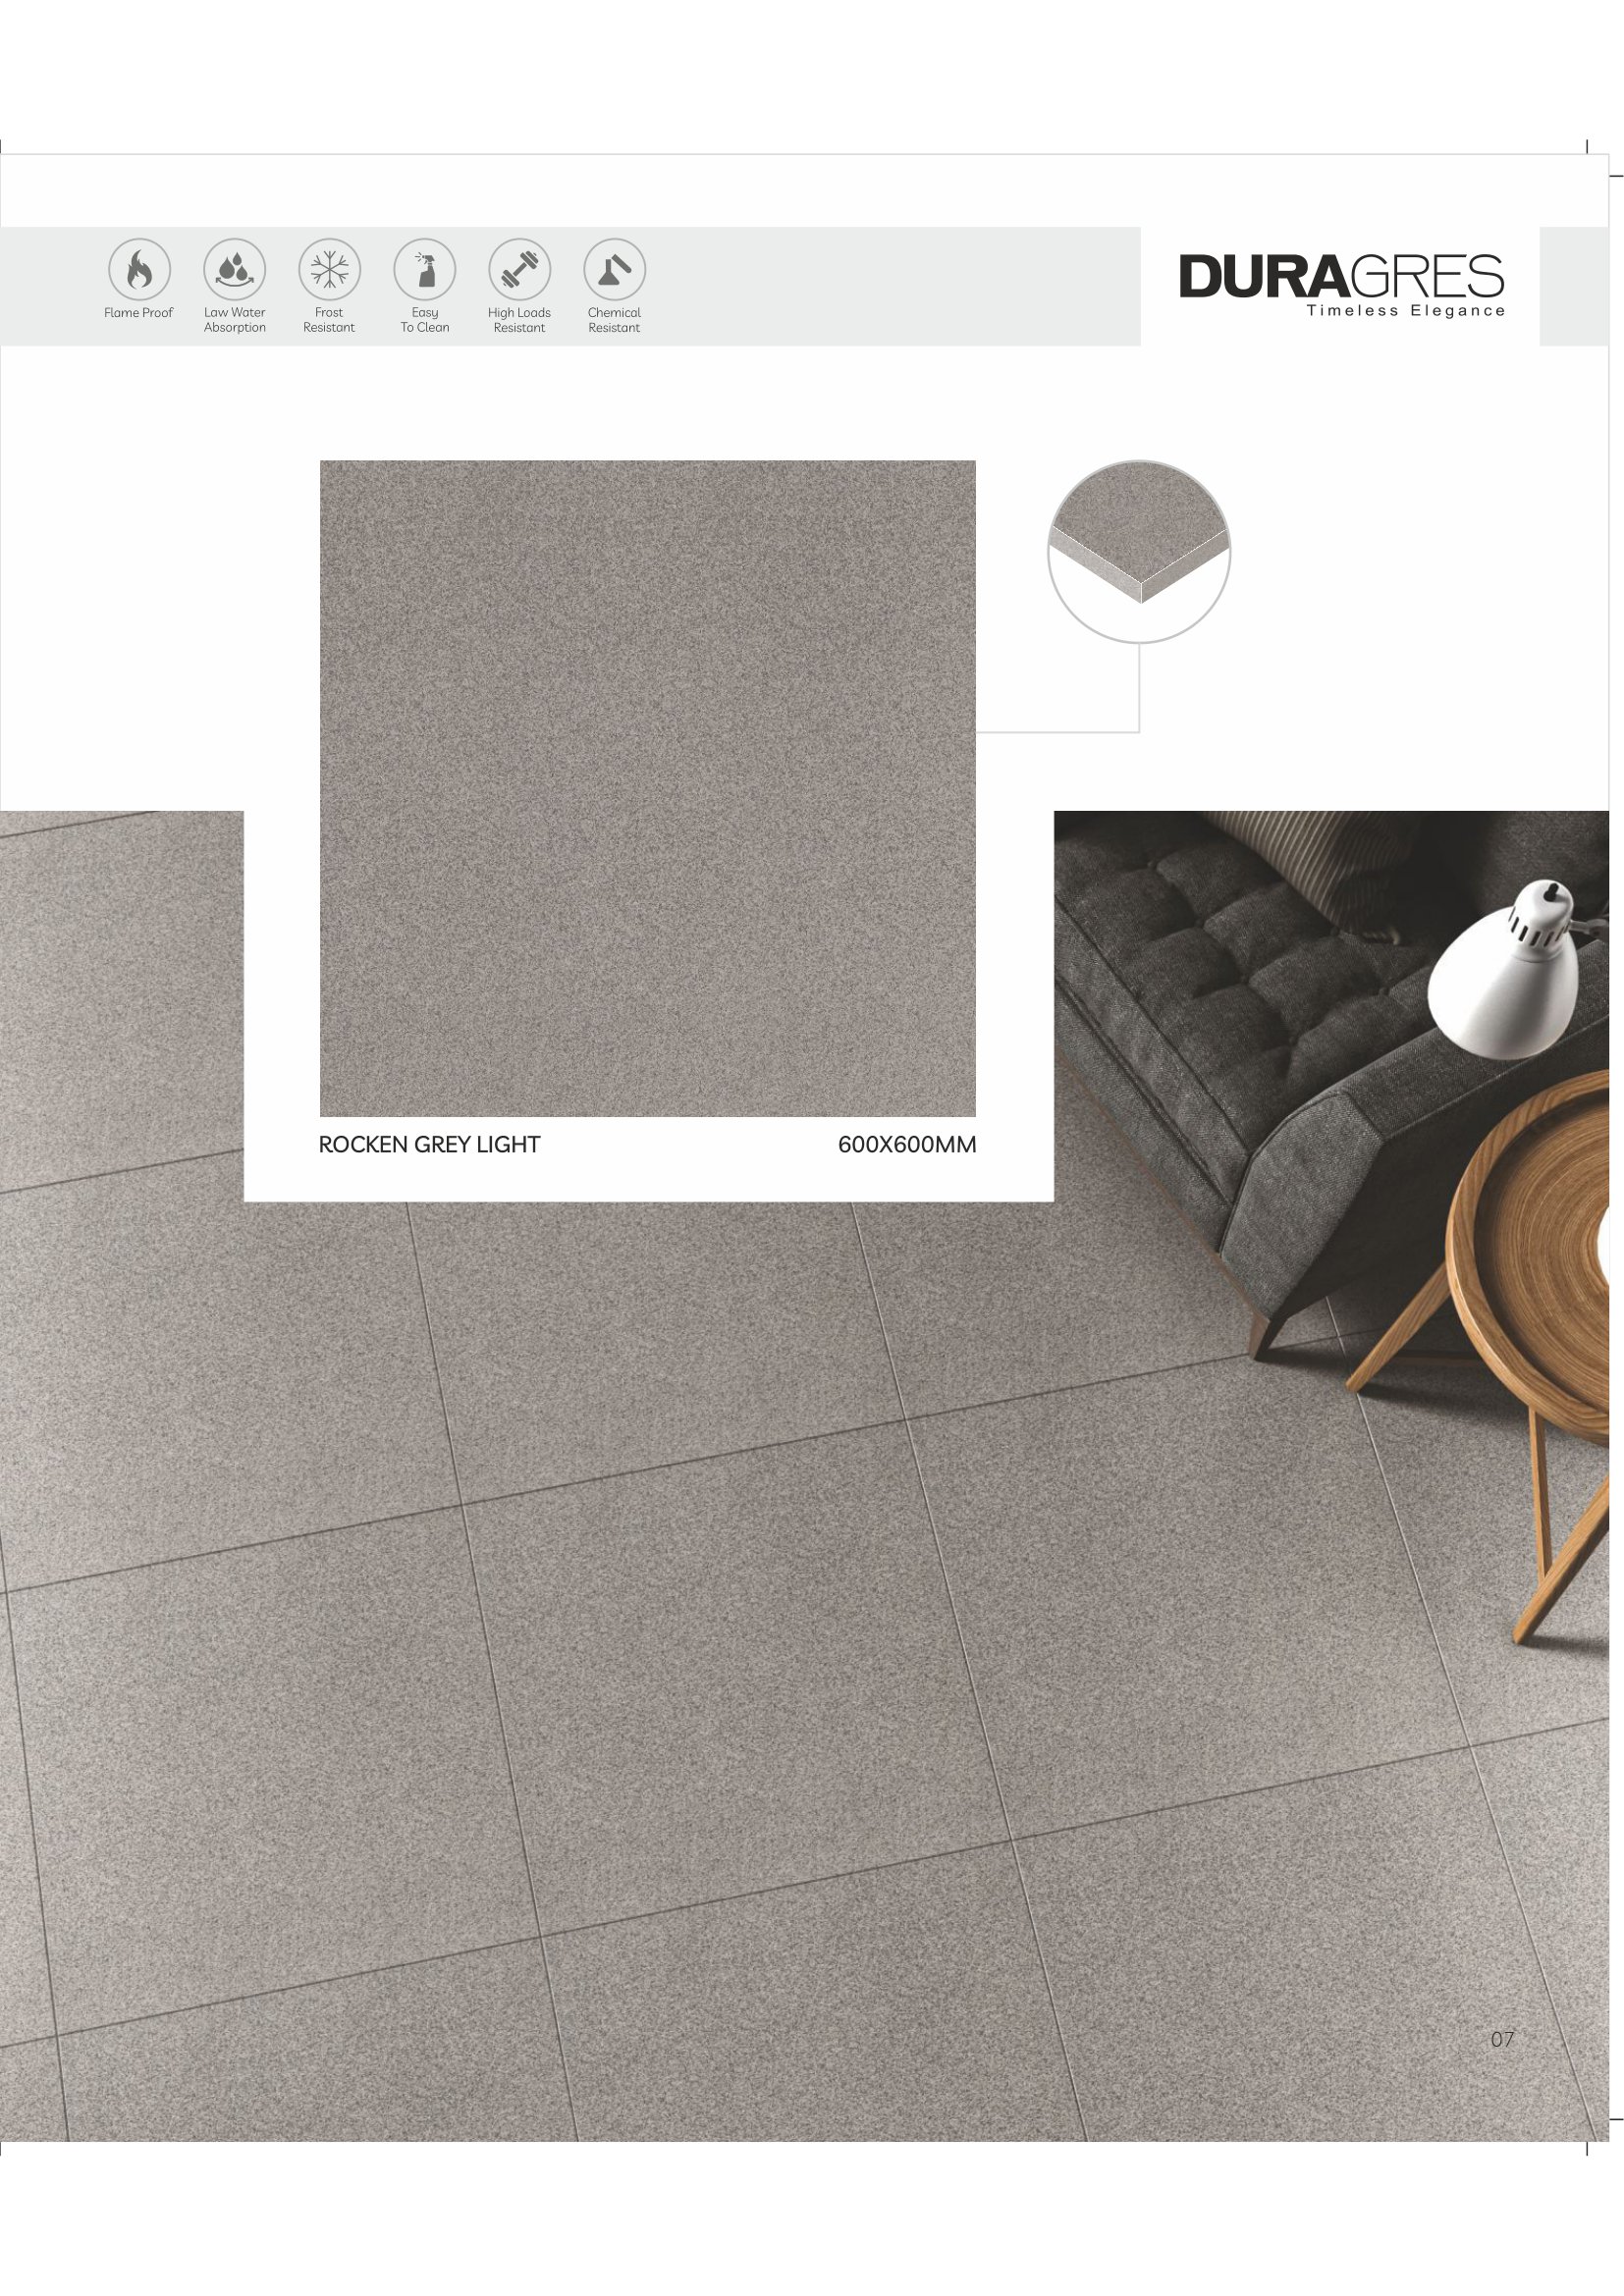 Flame Proof
Law Water
Absorption
Frost
Resistant
Easy
To Clean
High Loads
Resistant
Chemical
Resistant
DURAGRES
Timeless Elegance
ROCKEN GREY LIGHT
600X600MM
07